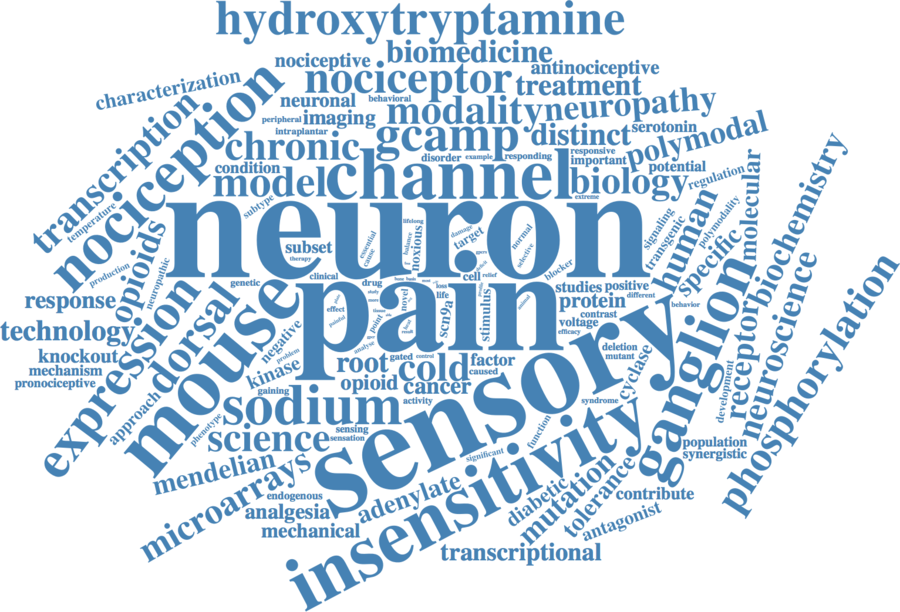 hydroxytryptamine
biomedicine
nociceptive
nociceptor
antinociceptive
treatment
characterization
neuronal
behavioral
modality
neuropathy
peripheral
imaging
transcription
nociception
intraplantar
gcamp
distinct
serotonin
polymodal
chronic
disorder
example
responding
responsive
important
condition
model
channel
biology
potential
regulation
extreme
temperature
subtype
neuron
human
signaling
transgenic
polymodality
molecular
specific
biochemistry
opioids
subset
therapy
essential
cause
balance
lifelong
noxious
damage
target
normal
selective
production
neuropathic
genetic
clinical
drug
cell
relief
blocker
studies
positive
different
behavior
response
expression
dorsal
mouse
pain
effect
painful
point
analyse
novel
loss
life
scn9a
stimulus
protein
contrast
voltage
efficacy
sensory
ganglion
receptor
neuroscience
phosphorylation
technology
negative
problem
knockout
mechanism
pronociceptive
approach
kinase
root
gated
control
cold
factor
caused
deletion
mutant
cyclase
gaining
opioid
cancer
activity
syndrome
development
phenotype
sodium
sensing
sensation
science
function
population
synergistic
mendelian
significant
insensitivity
microarrays
endogenous
adenylate
diabetic
mutation
tolerance
contribute
analgesia
mechanical
antagonist
transcriptional